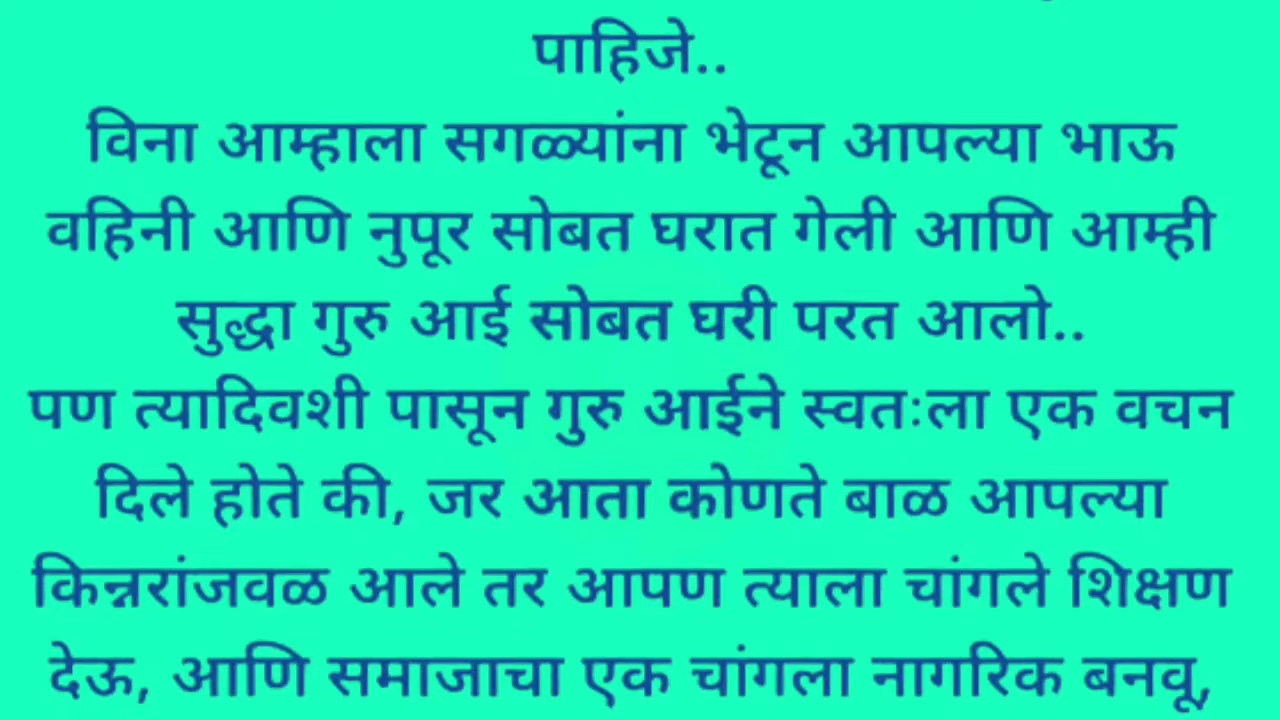 पाहिजे..
विना आम्हाला सगळ्यांना भेटून आपल्या भाऊ
वहिनी आणि नुपूर सोबत घरात गेली आणि आम्ही
सुद्धा गुरु आई सोबत घरी परत आलो..
पण त्यादिवशी पासून गुरु आईने स्वतःला एक वचन
दिले होते की, जर आता कोणते बाळ आपल्या
किन्नरांजवळ आले तर आपण त्याला चांगले शिक्षण
देऊ, आणि समाजाचा एक चांगला नागरिक बनवू,